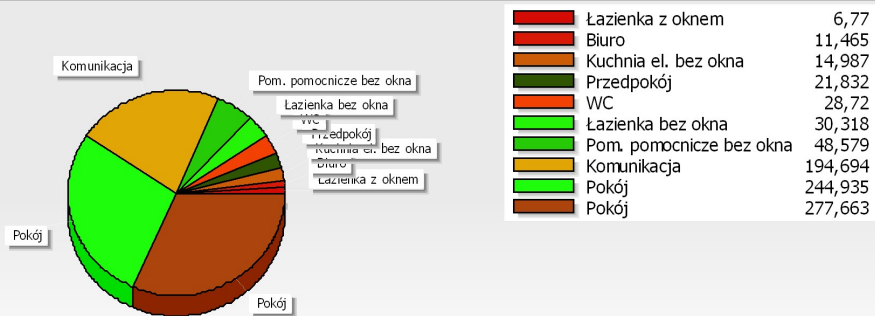 Komunikacja
Pom. pomocnicze bez okna
Łazienka bez okna
WC
Przedpokój
Kuchnia el. bez okna
Biuro
Łazienka z oknem
Pokój
Pokój
Łazienka z oknem 6,77
Biuro 11,465
Kuchnia el. bez okna 14,987
Przedpokój 21,832
WC 28,72
Łazienka bez okna 30,318
Pom. pomocnicze bez okna 48,579
Komunikacja 194,694
Pokój 244,935
Pokój 277,663